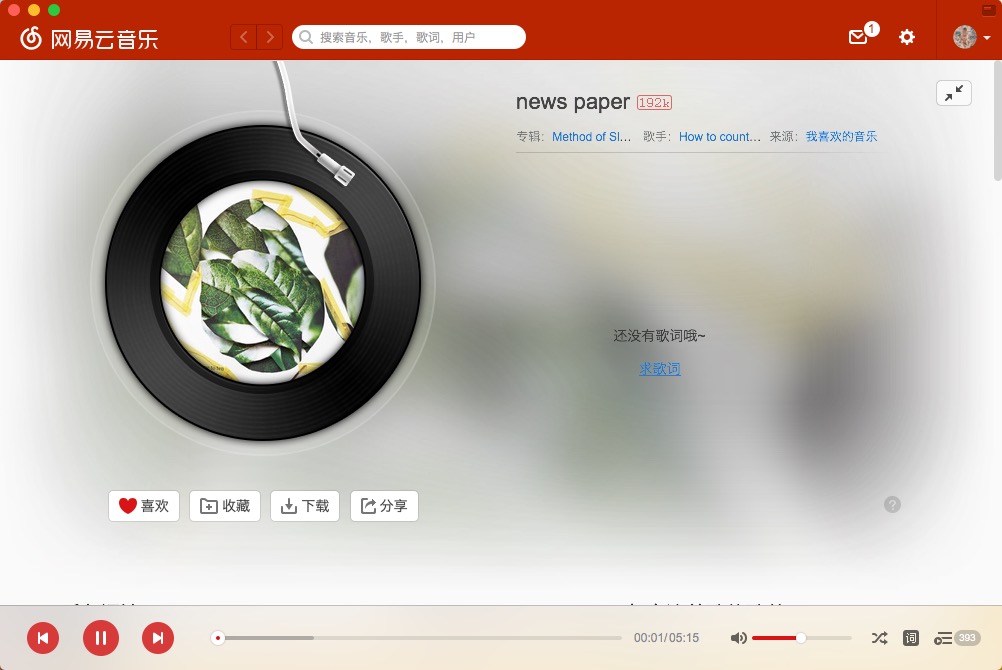 网易云音乐
搜索音乐，歌手，歌词，用户
1
news paper 192k
专辑： Method of Sl... 歌手： How to count... 来源： 我喜欢的音乐
还没有歌词哦~
求歌词
喜欢 收藏 下载 分享
?
00:01/05:15
词
393